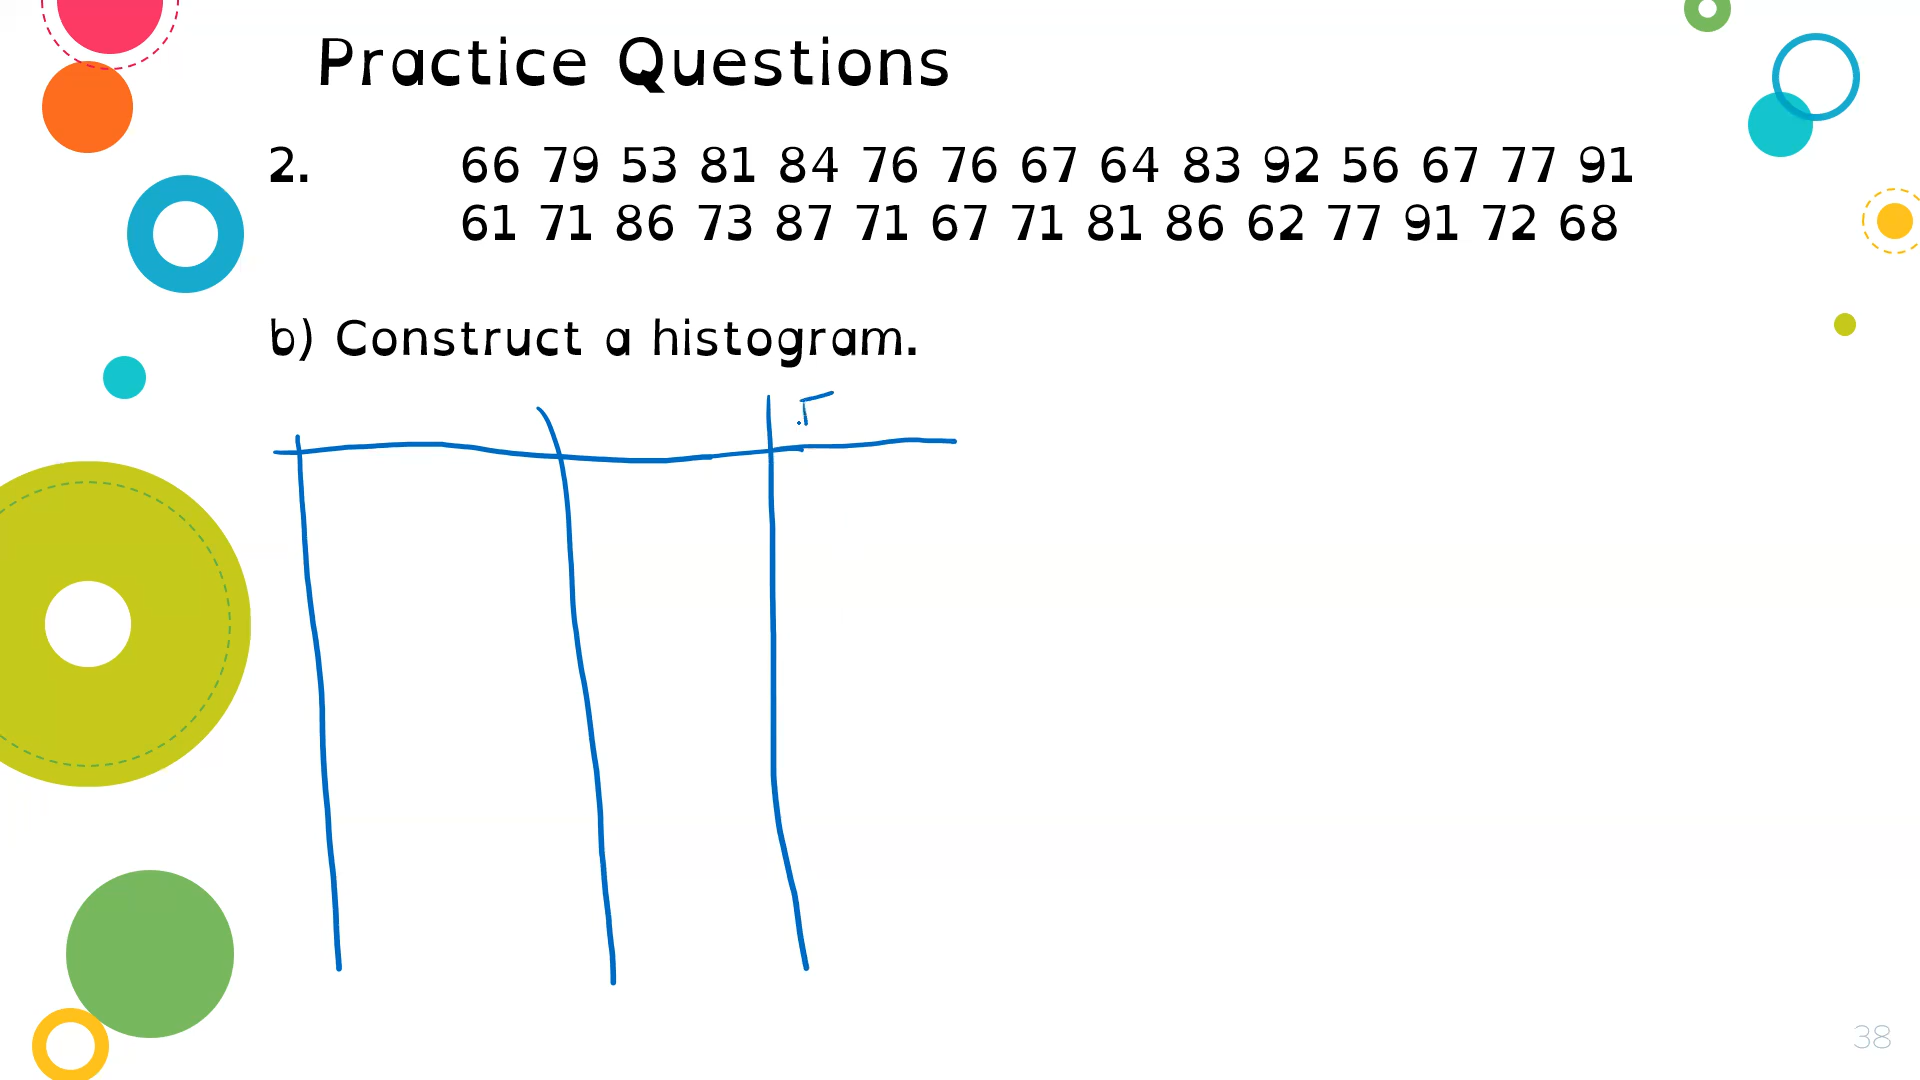 Practice Questions
2. 66 79 53 81 84 76 76 67 64 83 92 56 67 77 91
61 71 86 73 87 71 67 71 81 86 62 77 91 72 68
b) Construct a histogram.
38